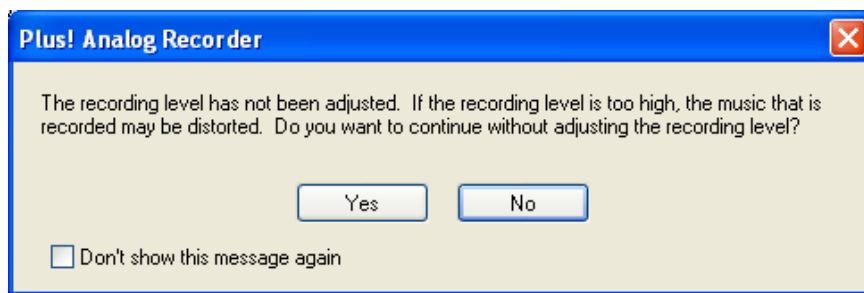 Plus! Analog Recorder
The recording level has not been adjusted.  If the recording level is too high, the music that is
recorded may be distorted.  Do you want to continue without adjusting the recording level?
Yes No
Don't show this message again